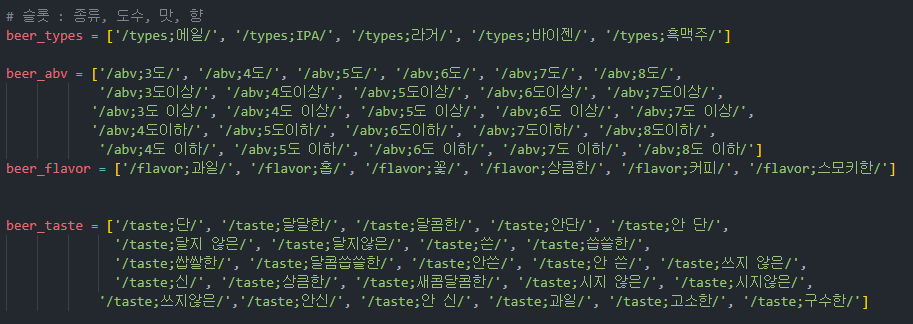 # 슬롯 : 종류, 도수, 맛, 향
beer_types = ['/types;에일/', '/types;IPA/', '/types;라거/', '/types;바이젠/', '/types;흑맥주/']
beer_abv = ['/abv;3도/', '/abv;4도/', '/abv;5도/', '/abv;6도/', '/abv;7도/', '/abv;8도/',
'/abv;3도이상/', '/abv;4도이상/', '/abv;5도이상/', '/abv;6도이상/', '/abv;7도이상/',
'/abv;3도 이상/', '/abv;4도 이상/', '/abv;5도 이상/', '/abv;6도 이상/', '/abv;7도 이상/',
'/abv;4도이하/', '/abv;5도이하/', '/abv;6도이하/', '/abv;7도이하/', '/abv;8도이하/',
'/abv;4도 이하/', '/abv;5도 이하/', '/abv;6도 이하/', '/abv;7도 이하/', '/abv;8도 이하/']
beer_flavor = ['/flavor;과일/', '/flavor;홉/', '/flavor;꽃/', '/flavor;상큼한/', '/flavor;커피/', '/flavor;스모키한/']
beer_taste = ['/taste;단/', '/taste;달달한/', '/taste;달콤한/', '/taste;안단/', '/taste;안 단/',
'/taste;달지 않은/', '/taste;달지않은/', '/taste;쓴/', '/taste;씁쓸한/',
'/taste;쌉쌀한/', '/taste;달콤씁쓸한/', '/taste;안쓴/', '/taste;안 쓴/', '/taste;쓰지 않은/',
'/taste;신/', '/taste;상큼한/', '/taste;새콤달콤한/', '/taste;시지 않은/', '/taste;시지않은/',
'/taste;쓰지않은/','/taste;안신/', '/taste;안 신/', '/taste;과일/', '/taste;고소한/', '/taste;구수한/']